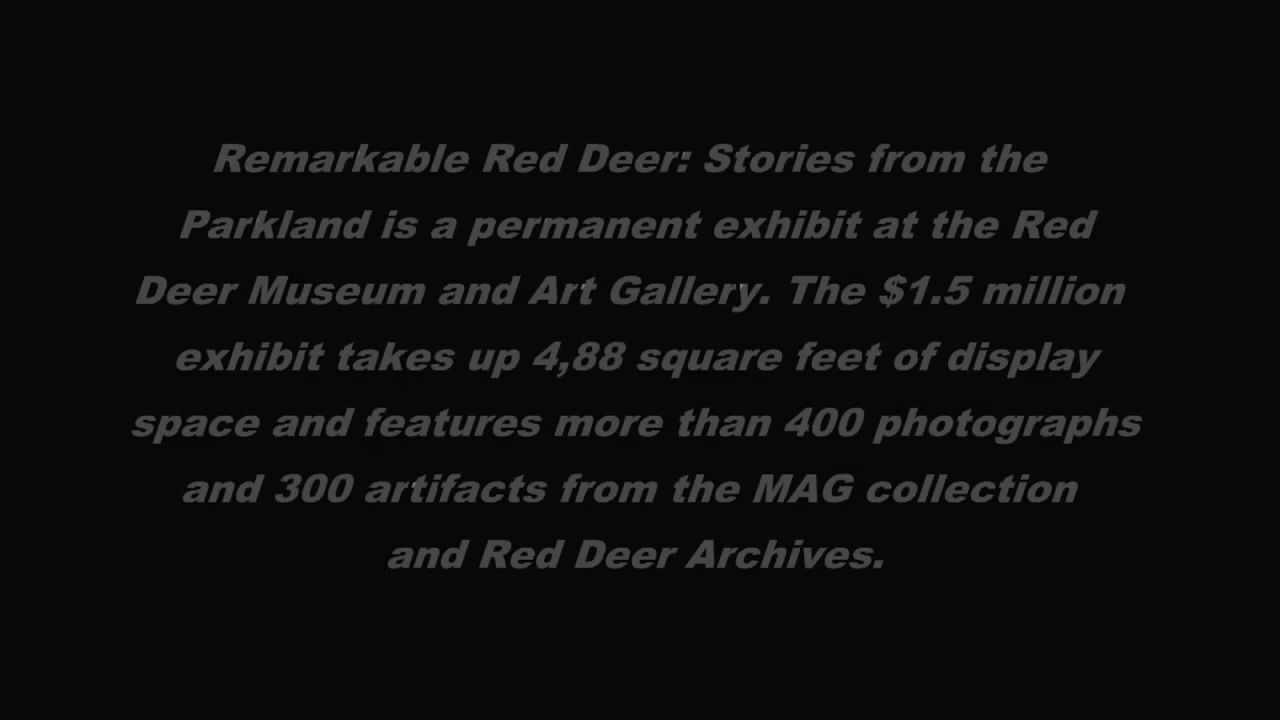 Remarkable Red Deer: Stories from the
Parkland is a permanent exhibit at the Red
Deer Museum and Art Gallery. The $1.5 million
exhibit takes up 4,88 square feet of display
space and features more than 400 photographs
and 300 artifacts from the MAG collection
and Red Deer Archives.